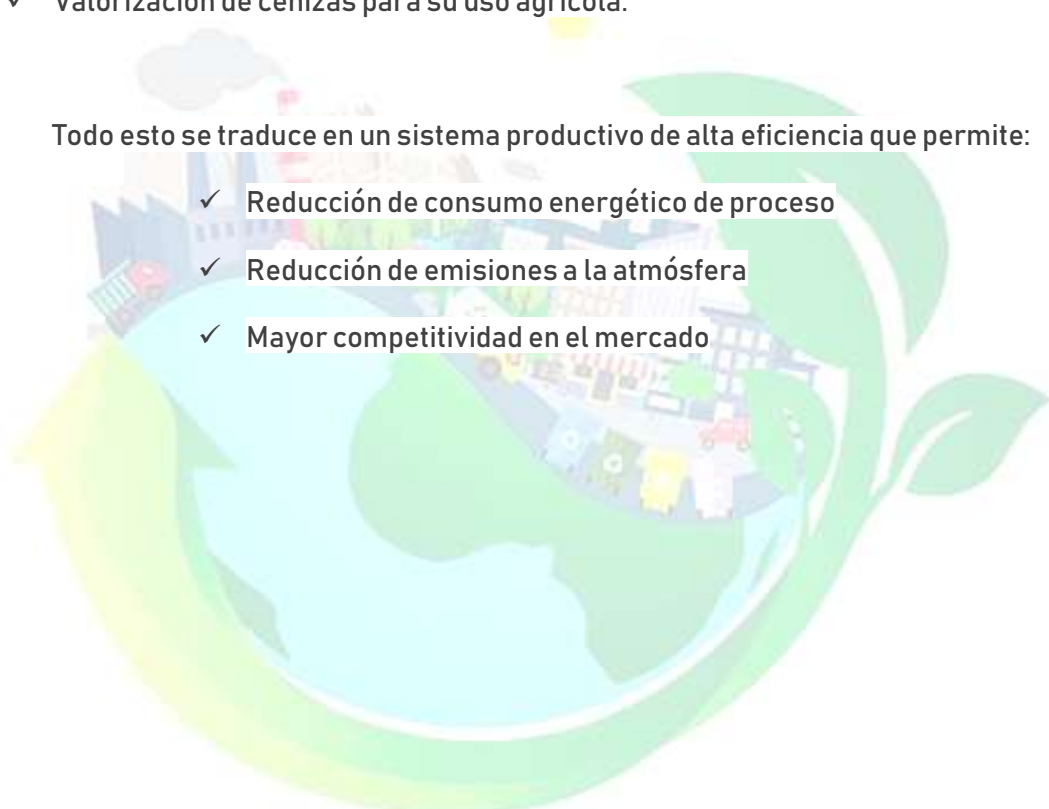 ✓ Valorización de cenizas para su uso agrícola.
Todo esto se traduce en un sistema productivo de alta eficiencia que permite:
✓ Reducción de consumo energético de proceso
✓ Reducción de emisiones a la atmósfera
✓ Mayor competitividad en el mercado